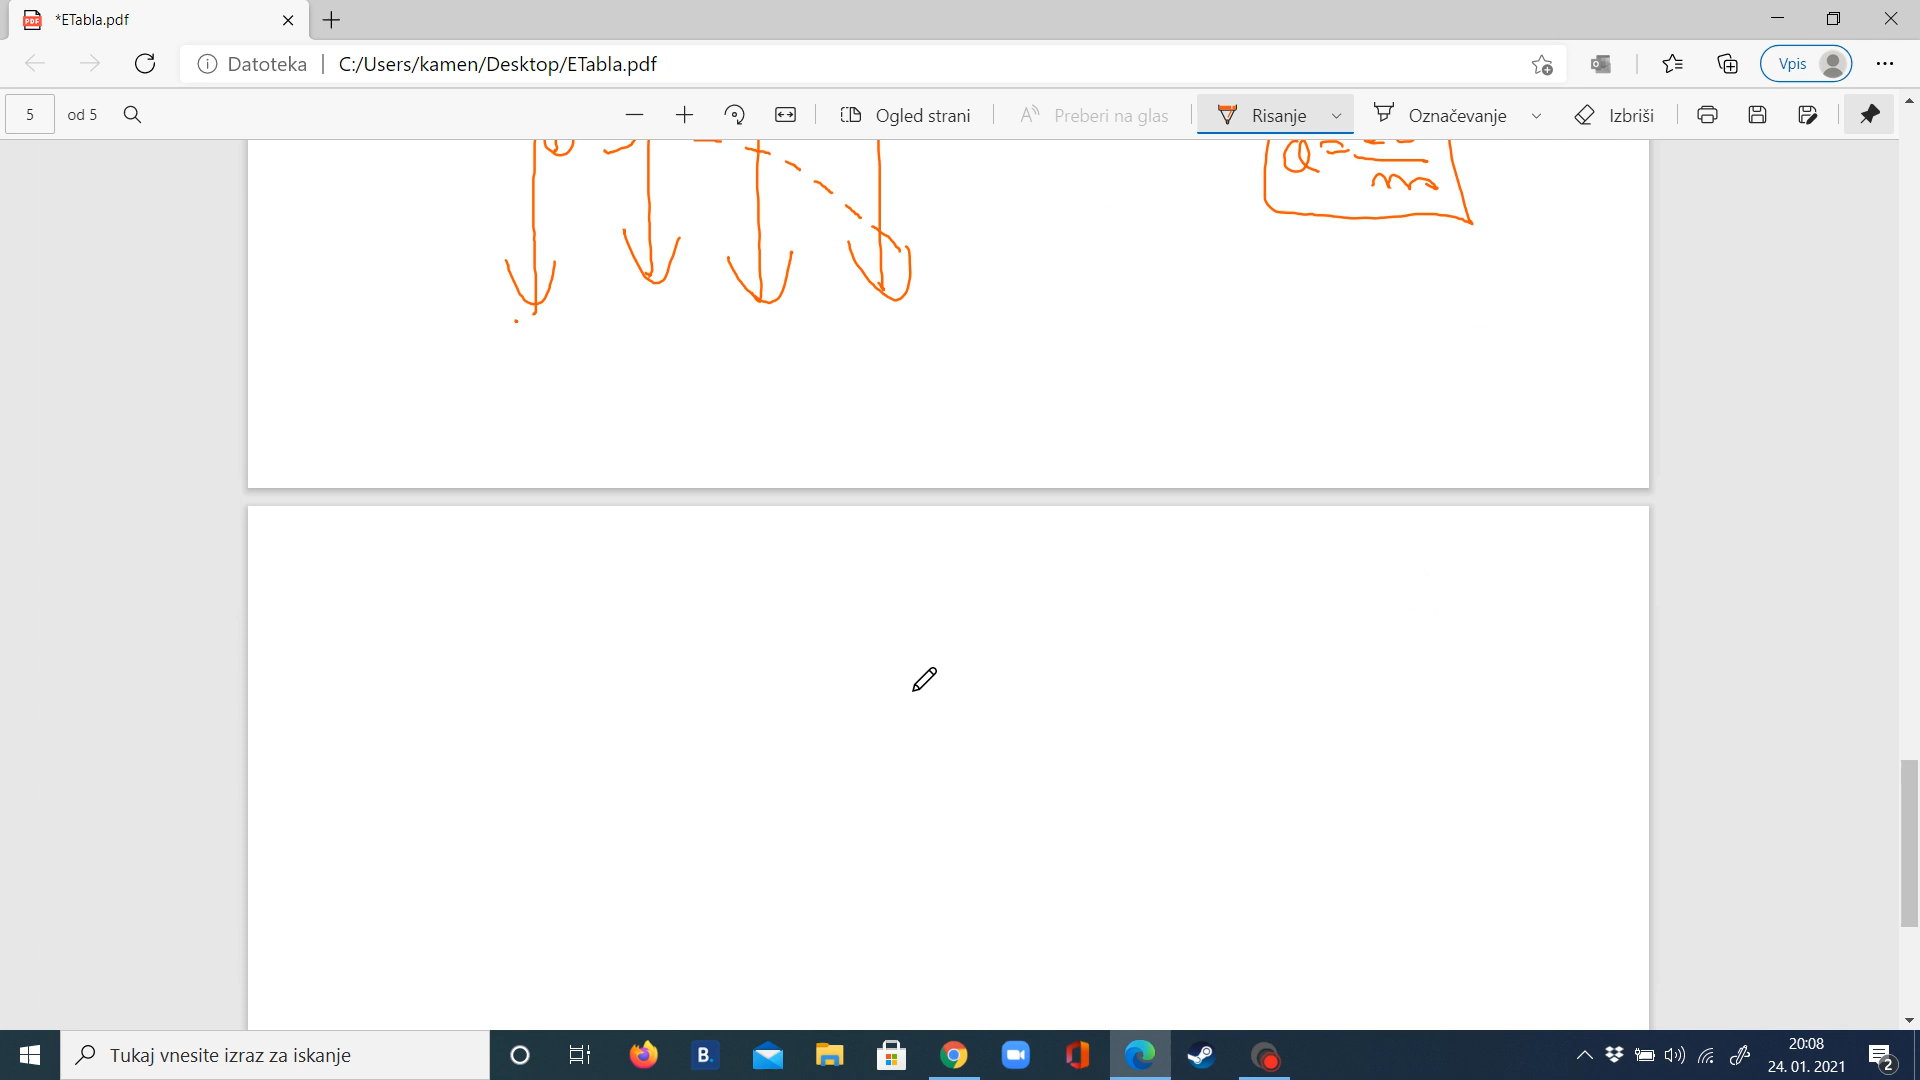 *ETabla.pdf
Datoteka | C:/Users/kamen/Desktop/ETabla.pdf
Vpis
5 od 5
Ogled strani
Preberi na glas
Risanje
Označevanje
Izbriši
a =
m
Tukaj vnesite izraz za iskanje
B.
20:08
24. 01. 2021
2